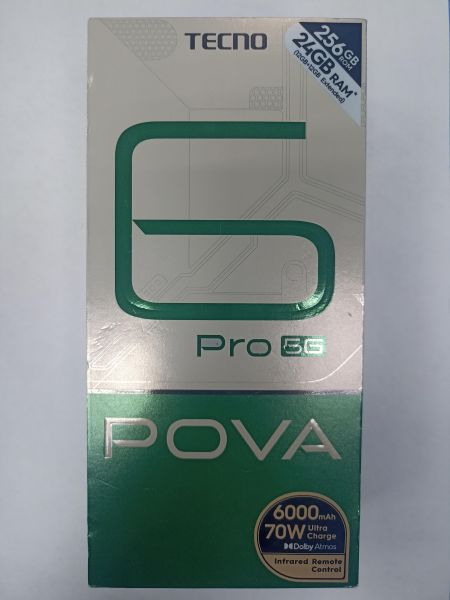 TECNO
256GB
ROM
24GB RAM*
(12GB+12GB Extended)
6
Pro 5G
POVA
6000mAh
70W Ultra
Charge
Dolby Atmos
Infrared Remote
Control